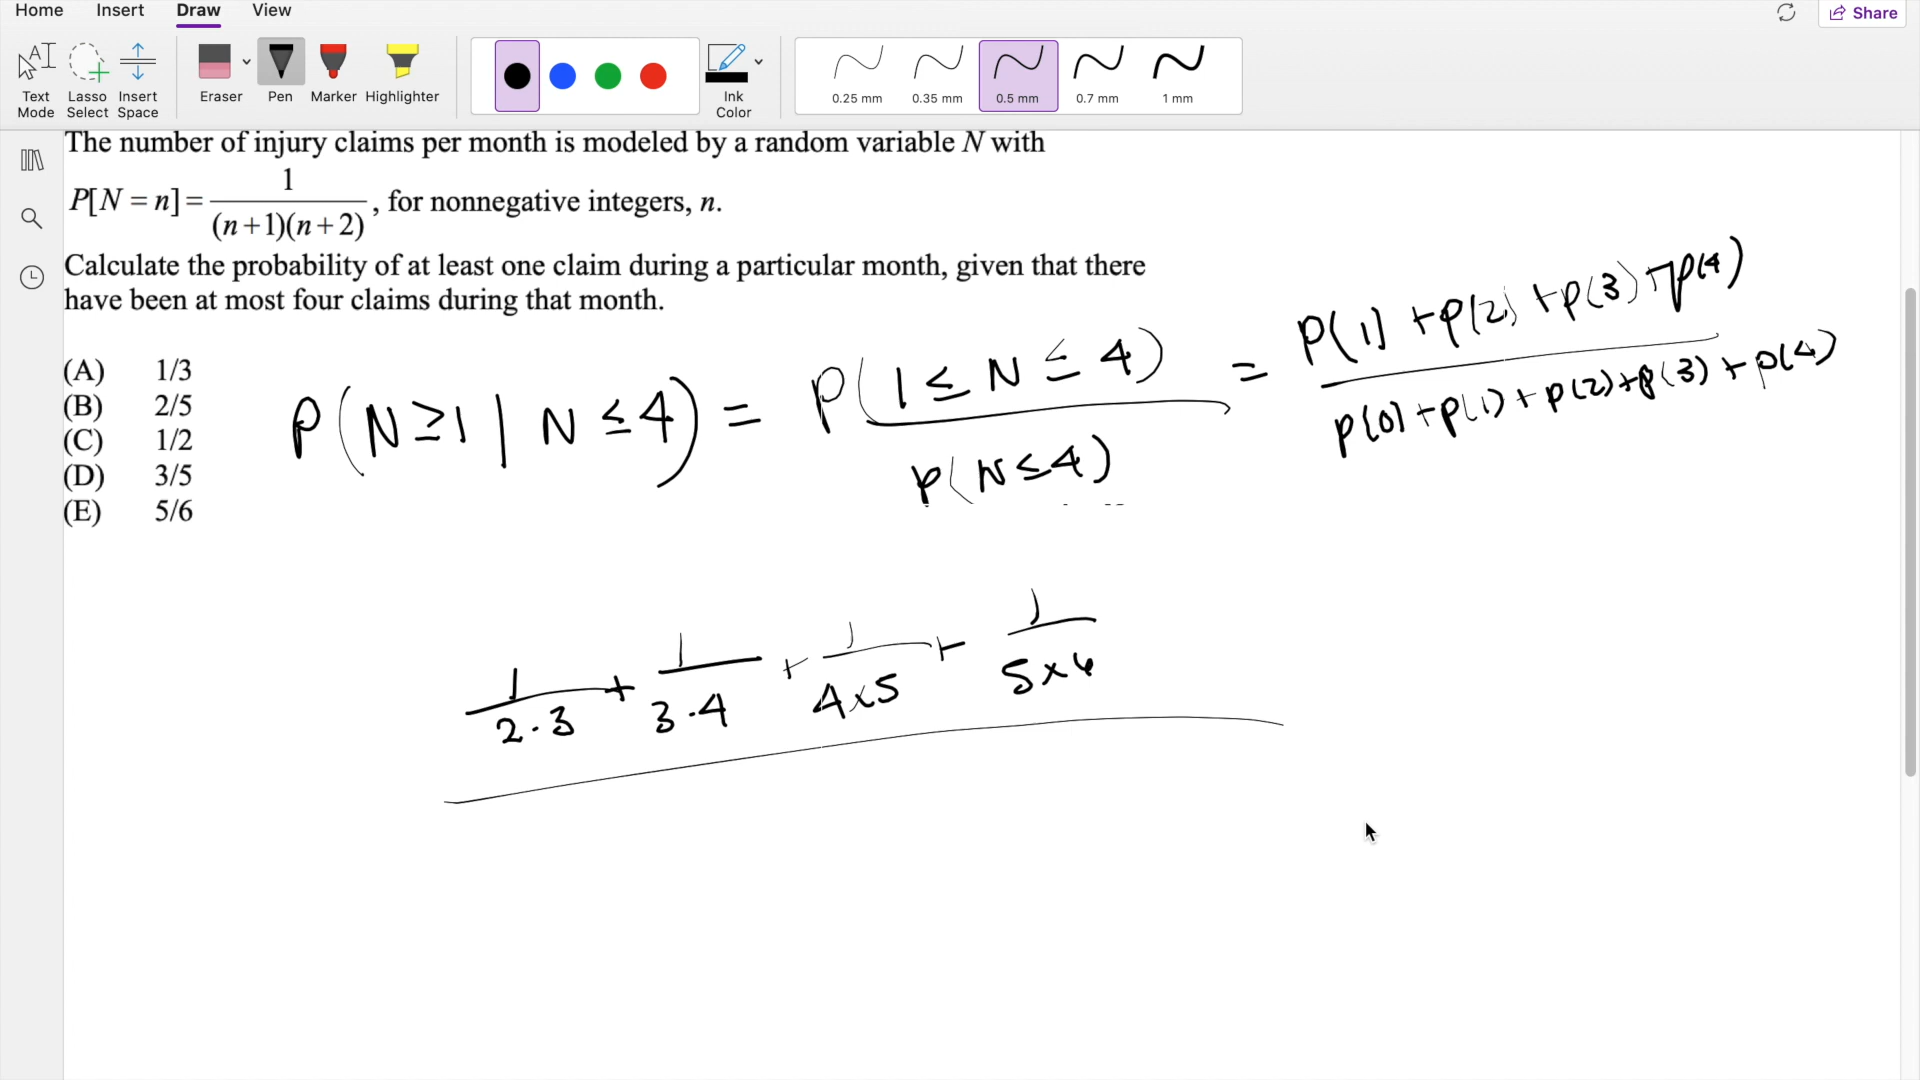 Home Insert Draw View
Share
Text Mode Lasso Select Insert Space Eraser Pen Marker Highlighter Ink Color 0.25 mm 0.35 mm 0.5 mm 0.7 mm 1 mm
The number of injury claims per month is modeled by a random variable N with
P[N = n] = 1/((n+1)(n+2)), for nonnegative integers, n.
Calculate the probability of at least one claim during a particular month, given that there
have been at most four claims during that month.
(A) 1/3
(B) 2/5
(C) 1/2
(D) 3/5
(E) 5/6
P(N≥1 | N≤4) = P(1≤N≤4) / P(N≤4) = (P(1) + P(2) + P(3) + P(4)) / (P(0) + P(1) + P(2) + P(3) + P(4))
1/(2·3) + 1/(3·4) + 1/(4×5) + 1/(5×6)